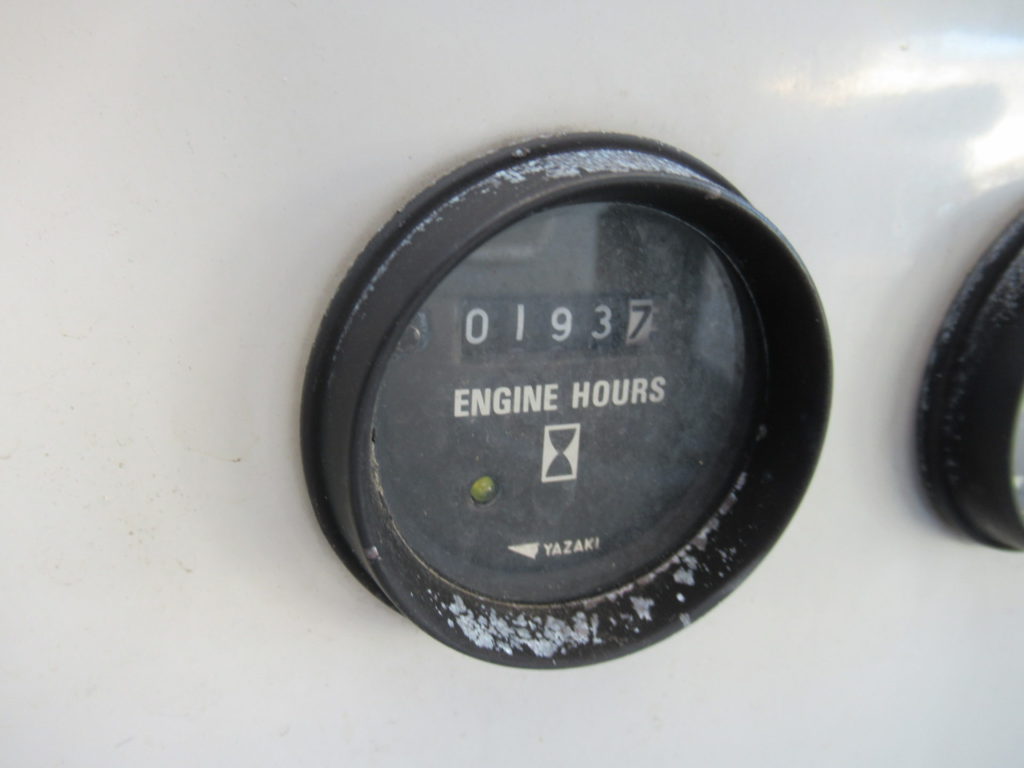 01937
ENGINE HOURS
YAZAKI